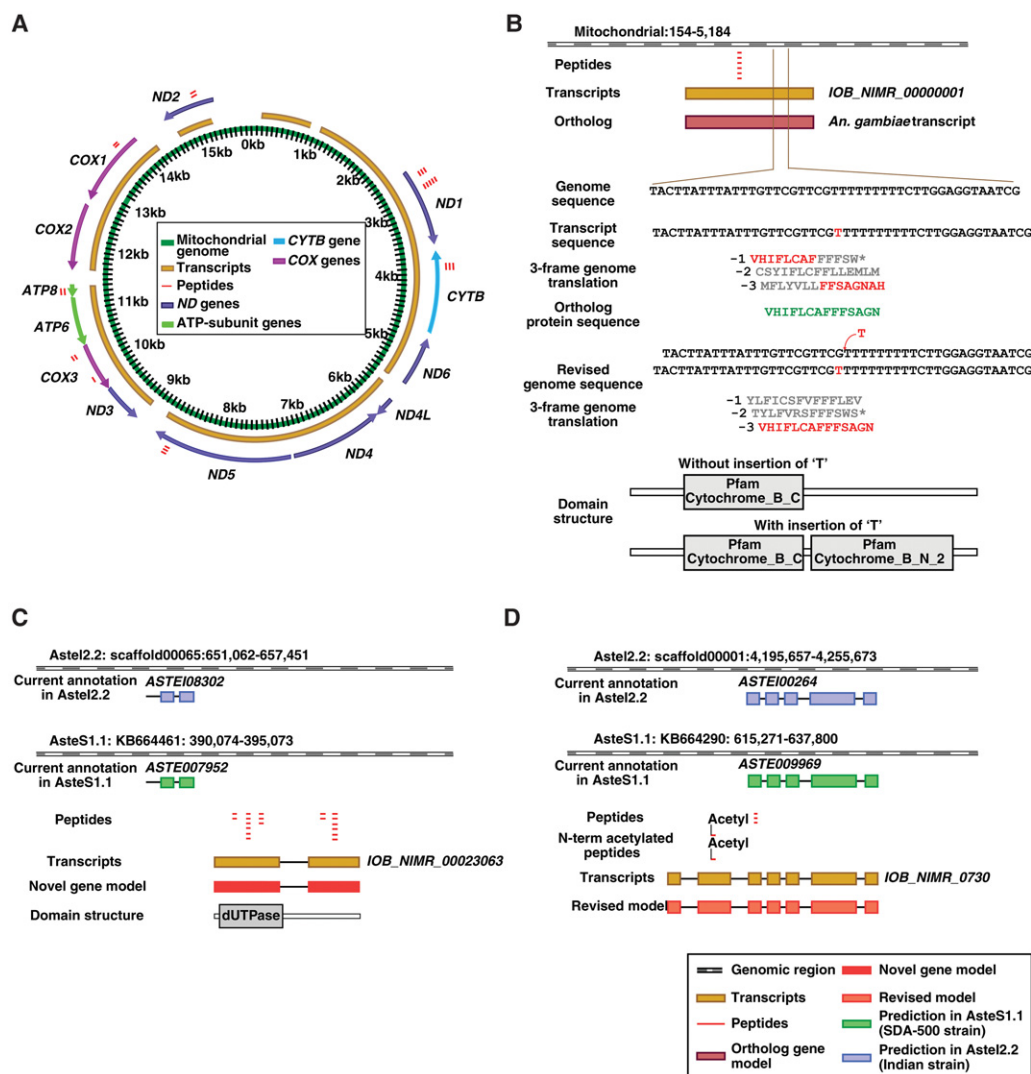 A
ND2
COX1
COX2
ATP8
ATP6
COX3
ND3
ND5
ND4
ND4L
ND6
CYTB
ND1
0kb
1kb
2kb
3kb
4kb
5kb
6kb
7kb
8kb
9kb
10kb
11kb
12kb
13kb
14kb
15kb
Mitochondrial genome
Transcripts
Peptides
ND genes
ATP-subunit genes
CYTB gene
COX genes
B
Mitochondrial:154-5,184
Peptides
Transcripts
IOB_NIMR_00000001
Ortholog
An. gambiae transcript
Genome sequence
TACTTATTTATTTGTTCGTTCGTTTTTTTTTCTTGGAGGTAATCG
Transcript sequence
TACTTATTTATTTGTTCGTTCGTTTTTTTTTTCTTGGAGGTAATCG
3-frame genome translation
-1 VHIFLCAFFFFSW*
-2 CSYIFLCFFLLEMLM
-3 MFLYVLLFFSAGNAH
Ortholog protein sequence
VHIFLCAFFFSAGN
T
TACTTATTTATTTGTTCGTTCGTTTTTTTTTCTTGGAGGTAATCG
Revised genome sequence
TACTTATTTATTTGTTCGTTCGTTTTTTTTTTCTTGGAGGTAATCG
3-frame genome translation
-1 YLFICSFVFFFLEV
-2 TYLFVRSFFFSWS*
-3 VHIFLCAFFFSAGN
Domain structure
Without insertion of ‘T’
Pfam
Cytochrome_B_C
With insertion of ‘T’
Pfam
Cytochrome_B_C
Pfam
Cytochrome_B_N_2
C
AsteI2.2: scaffold00065:651,062-657,451
Current annotation in AsteI2.2
ASTEI08302
AsteS1.1: KB664461: 390,074-395,073
Current annotation in AsteS1.1
ASTE007952
Peptides
Transcripts
IOB_NIMR_00023063
Novel gene model
Domain structure
dUTPase
D
AsteI2.2: scaffold00001:4,195,657-4,255,673
Current annotation in AsteI2.2
ASTEI00264
AsteS1.1: KB664290: 615,271-637,800
Current annotation in AsteS1.1
ASTE009969
Peptides
Acetyl
N-term acetylated peptides
Acetyl
Transcripts
IOB_NIMR_0730
Revised model
Genomic region
Transcripts
Peptides
Ortholog gene model
Novel gene model
Revised model
Prediction in AsteS1.1
(SDA-500 strain)
Prediction in AsteI2.2
(Indian strain)